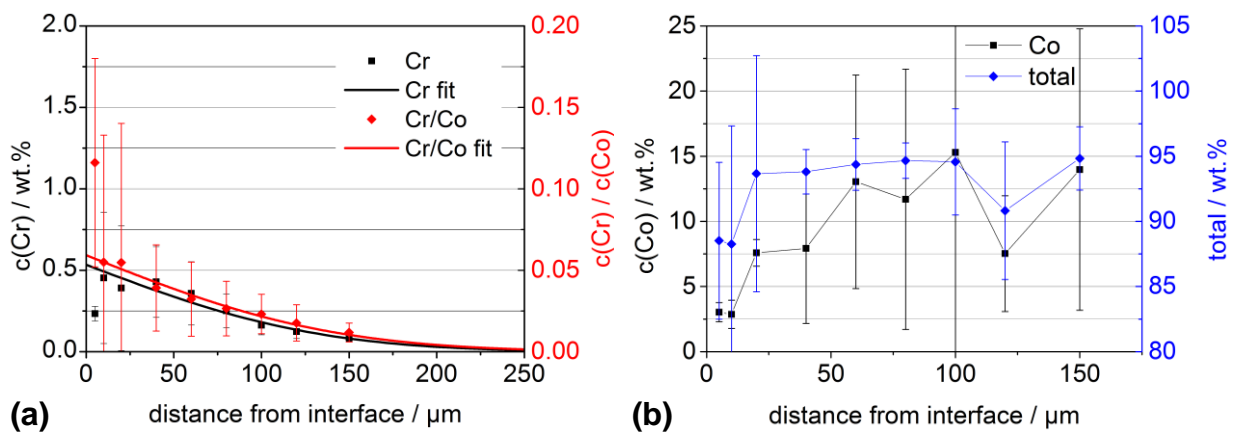 2.0
1.5
1.0
0.5
0.0
c(Cr) / wt.%
0.20
0.15
0.10
0.05
0.00
c(Cr) / c(Co)
Cr
Cr fit
Cr/Co
Cr/Co fit
0 50 100 150 200 250
distance from interface / µm
(a)
25
20
15
10
5
0
c(Co) / wt.%
105
100
95
90
85
80
total / wt.%
Co
total
0 50 100 150
distance from interface / µm
(b)